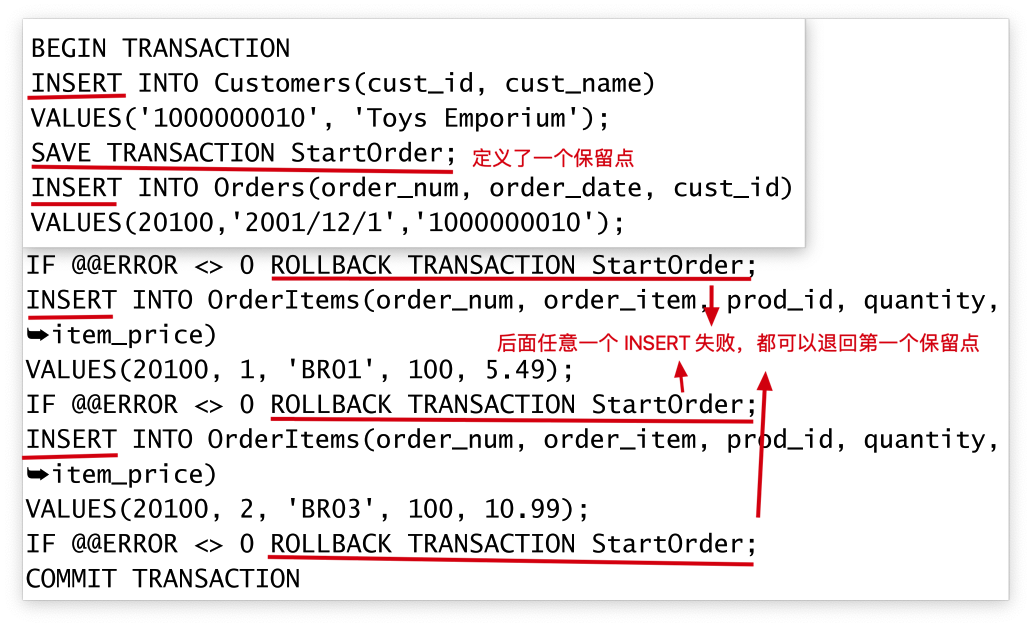 BEGIN TRANSACTION
INSERT INTO Customers(cust_id, cust_name)
VALUES('1000000010', 'Toys Emporium');
SAVE TRANSACTION StartOrder; 定义了一个保留点
INSERT INTO Orders(order_num, order_date, cust_id)
VALUES(20100,'2001/12/1','1000000010');
IF @@ERROR <> 0 ROLLBACK TRANSACTION StartOrder;
INSERT INTO OrderItems(order_num, order_item, prod_id, quantity,
➥item_price)
后面任意一个 INSERT 失败，都可以退回第一个保留点
VALUES(20100, 1, 'BR01', 100, 5.49);
IF @@ERROR <> 0 ROLLBACK TRANSACTION StartOrder;
INSERT INTO OrderItems(order_num, order_item, prod_id, quantity,
➥item_price)
VALUES(20100, 2, 'BR03', 100, 10.99);
IF @@ERROR <> 0 ROLLBACK TRANSACTION StartOrder;
COMMIT TRANSACTION